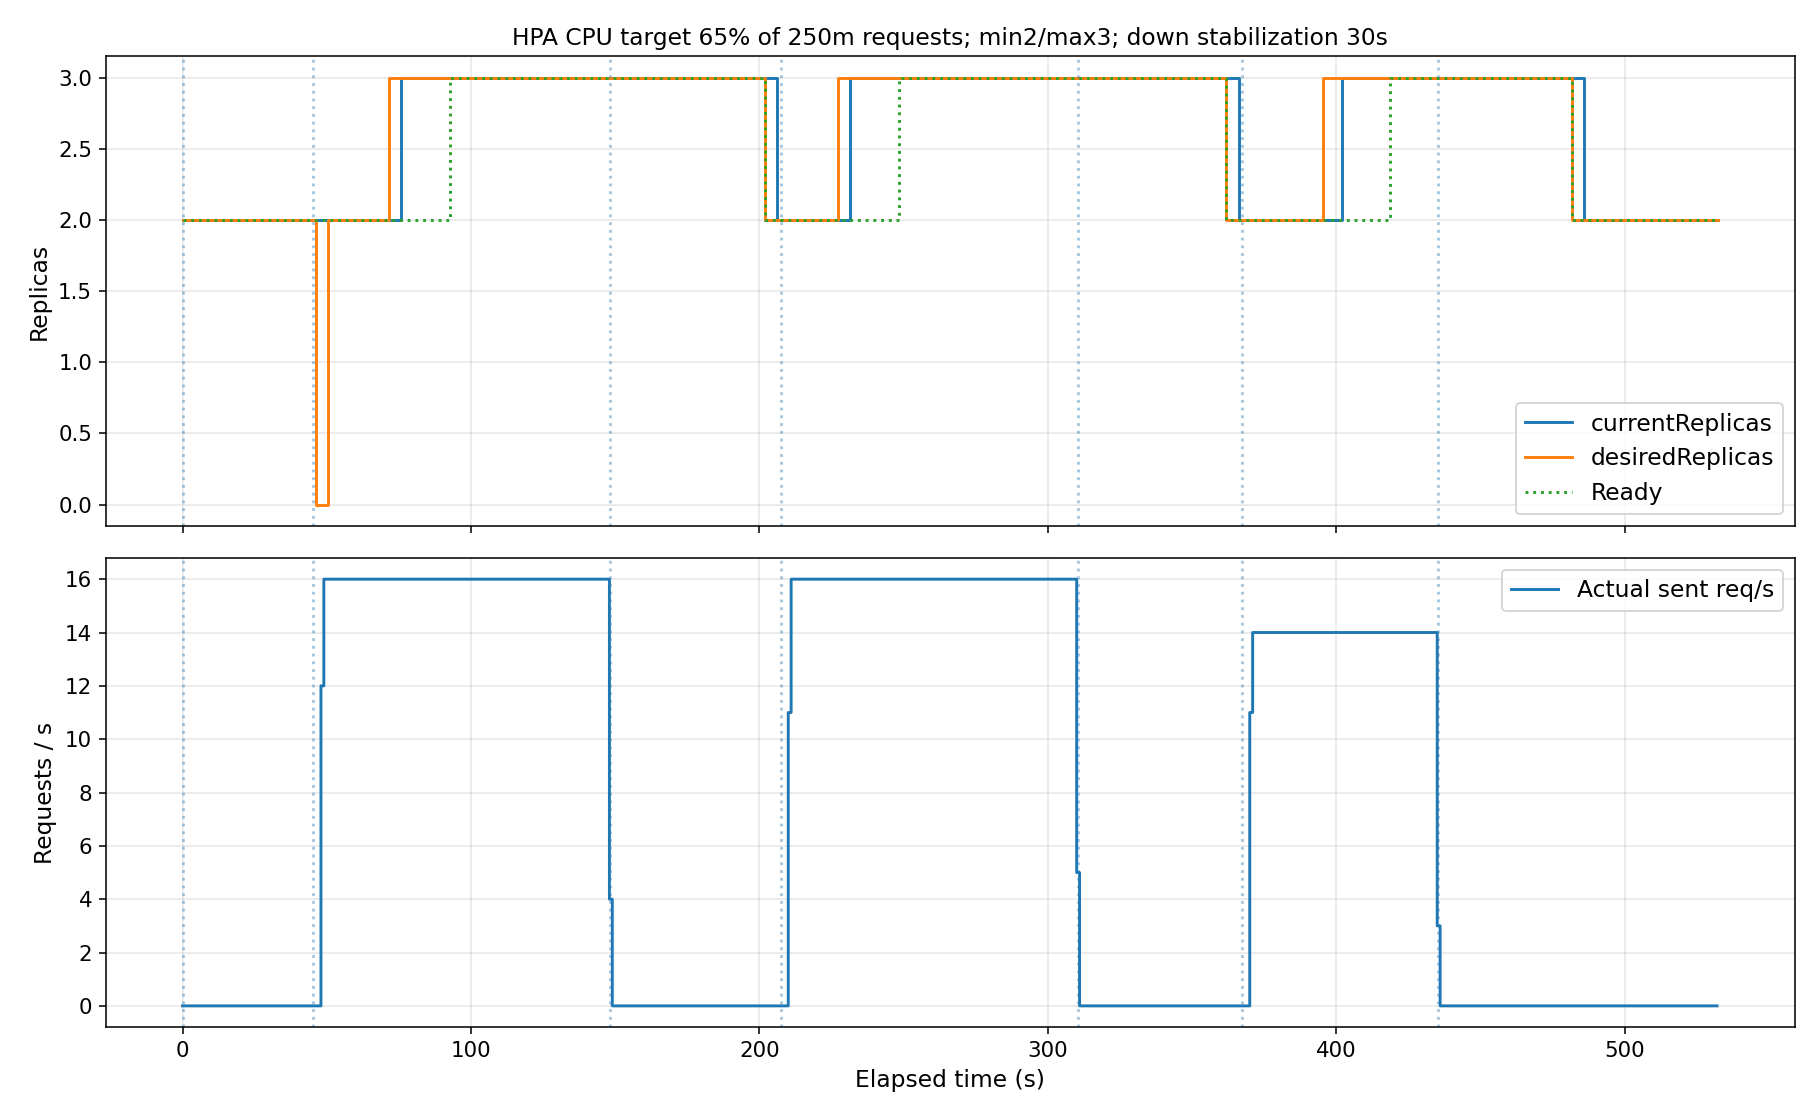 HPA CPU target 65% of 250m requests; min2/max3; down stabilization 30s
Replicas
3.0
2.5
2.0
1.5
1.0
0.5
0.0
currentReplicas
desiredReplicas
Ready
Requests / s
16
14
12
10
8
6
4
2
0
Actual sent req/s
0 100 200 300 400 500
Elapsed time (s)